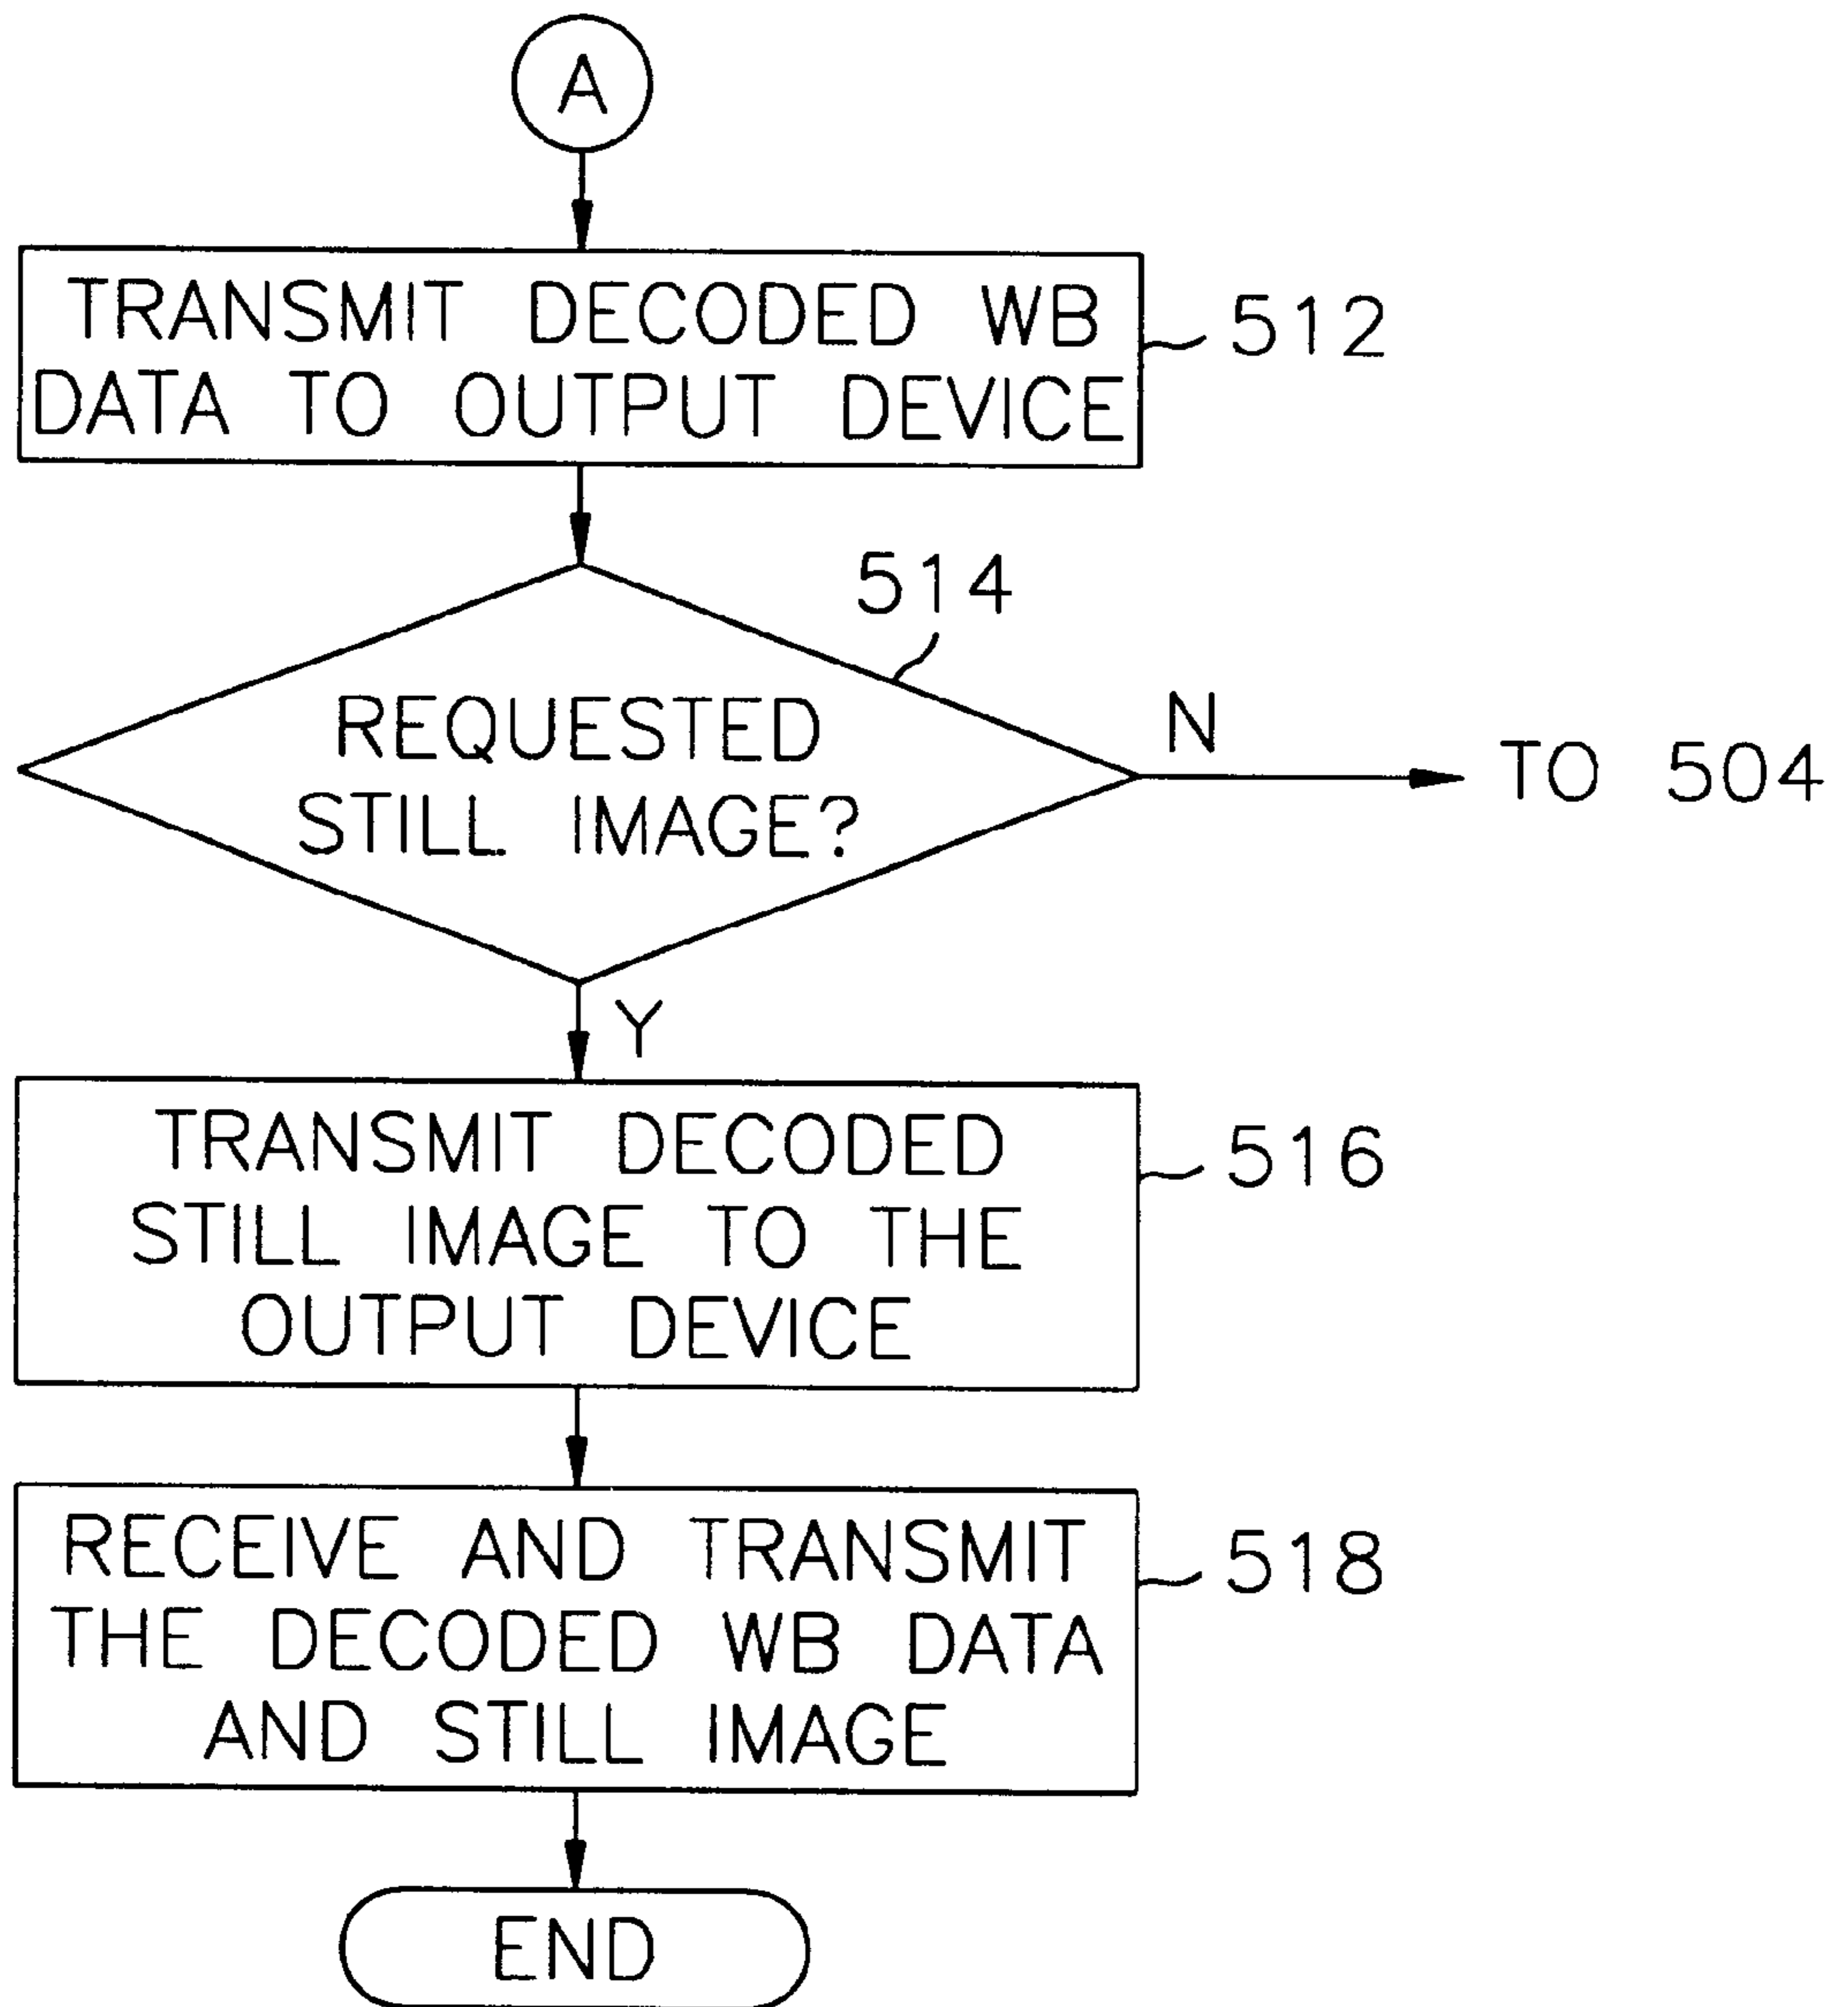 A
TRANSMIT DECODED WB
DATA TO OUTPUT DEVICE
512
514
REQUESTED
STILL IMAGE?
N
TO 504
Y
TRANSMIT DECODED
STILL IMAGE TO THE
OUTPUT DEVICE
516
RECEIVE AND TRANSMIT
THE DECODED WB DATA
AND STILL IMAGE
518
END